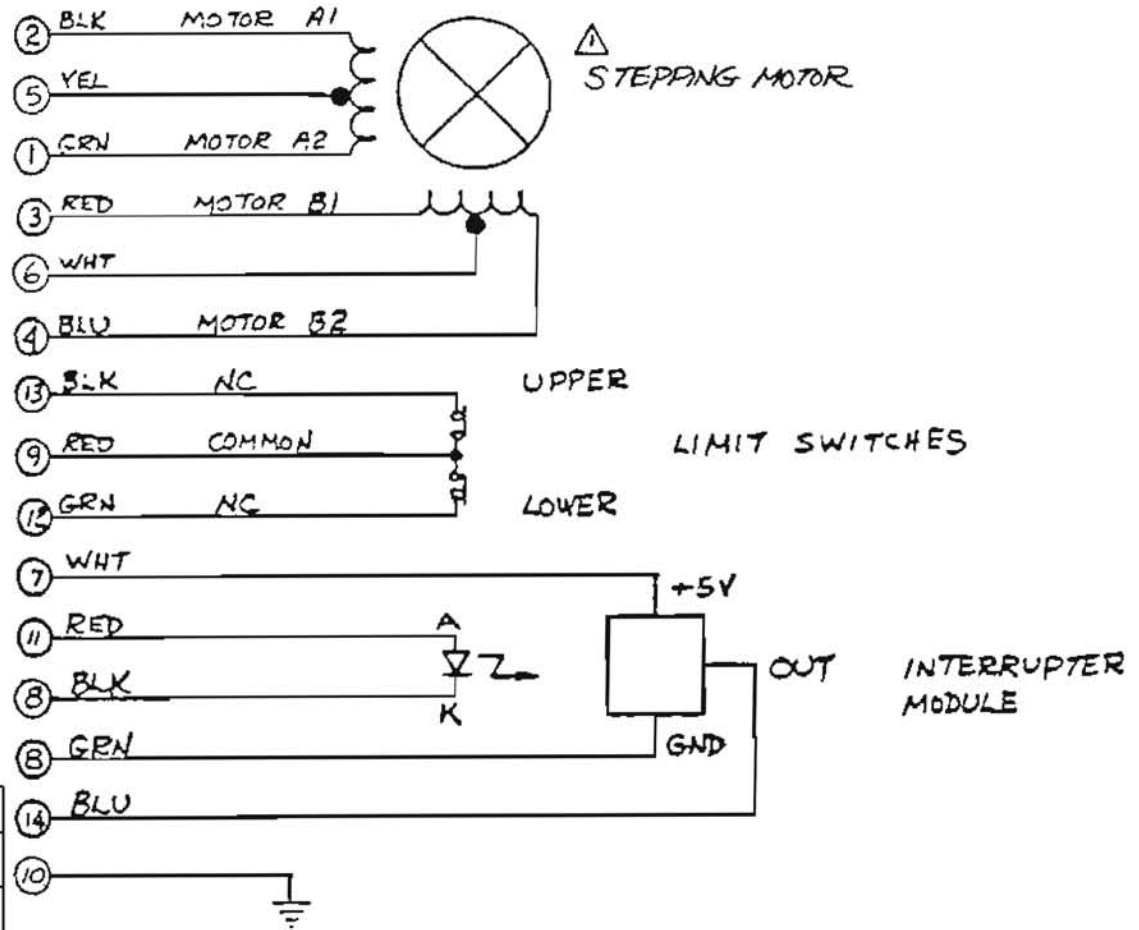 2 BLK MOTOR A1
1
STEPPING MOTOR
5 YEL
1 GRN MOTOR A2
3 RED MOTOR B1
6 WHT
4 BLU MOTOR B2
13 BLK NC UPPER
9 RED COMMON LIMIT SWITCHES
GRN NC LOWER
7 WHT +5V
11 RED A
OUT INTERRUPTER
MODULE
8 BLK K
8 GRN GND
14 BLU
10